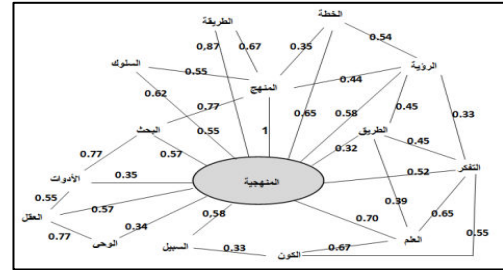 الخطة
الطريقة
0.54
0,87
0.67
0.35
الرؤية
السلوك
0.55
المنهج
0.44
0.62
0.77
0.65
0.58
0.45
0.33
البحث
0.55
1
الطريق
0.32
0.45
0.77
0.57
التفكر
المنهجية
0.52
الأدوات
0.35
0.55
0.57
0.39
العقل
0.34
0.58
0.70
0.65
0.77
الوحى
السبيل
العلم
0.55
0.33
0.67
الكون